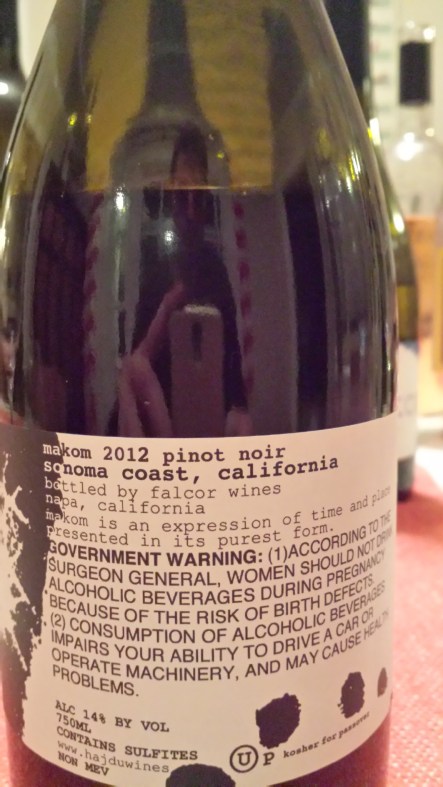 makom 2012 pinot noir
sonoma coast, california
bottled by falcor wines
napa, california
makom is an expression of time and place
presented in its purest form.
GOVERNMENT WARNING: (1)ACCORDING TO THE
SURGEON GENERAL, WOMEN SHOULD NOT DRINK
ALCOHOLIC BEVERAGES DURING PREGNANCY
BECAUSE OF THE RISK OF BIRTH DEFECTS.
(2) CONSUMPTION OF ALCOHOLIC BEVERAGES
IMPAIRS YOUR ABILITY TO DRIVE A CAR OR
OPERATE MACHINERY, AND MAY CAUSE HEALTH
PROBLEMS.
ALC 14% BY VOL
750ML
CONTAINS SULFITES
www.hajduwines
NON MEV
U P kosher for passover